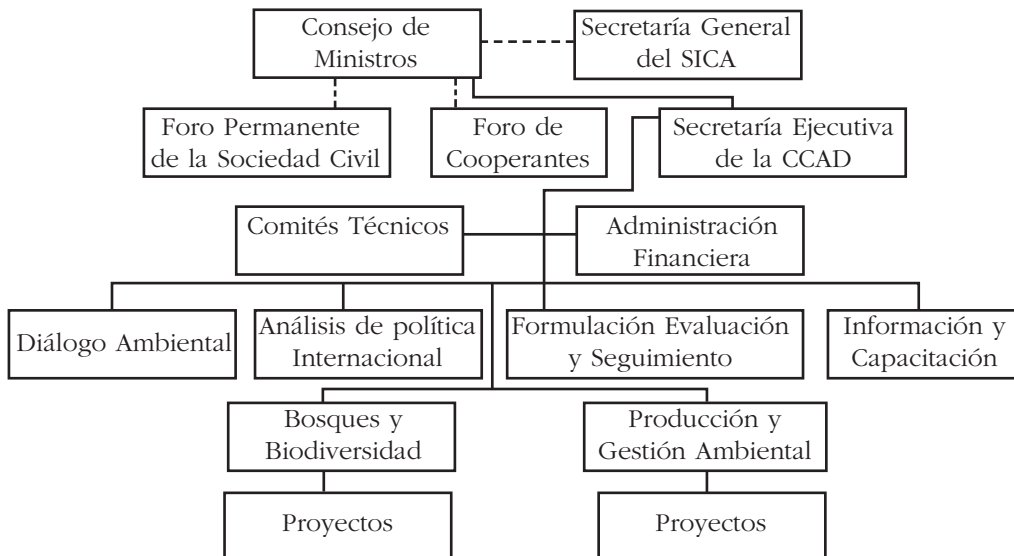 Consejo de
Ministros
Secretaría General
del SICA
Foro Permanente
de la Sociedad Civil
Foro de
Cooperantes
Secretaría Ejecutiva
de la CCAD
Comités Técnicos
Administración
Financiera
Diálogo Ambiental
Análisis de política
Internacional
Formulación Evaluación
y Seguimiento
Información y
Capacitación
Bosques y
Biodiversidad
Producción y
Gestión Ambiental
Proyectos
Proyectos